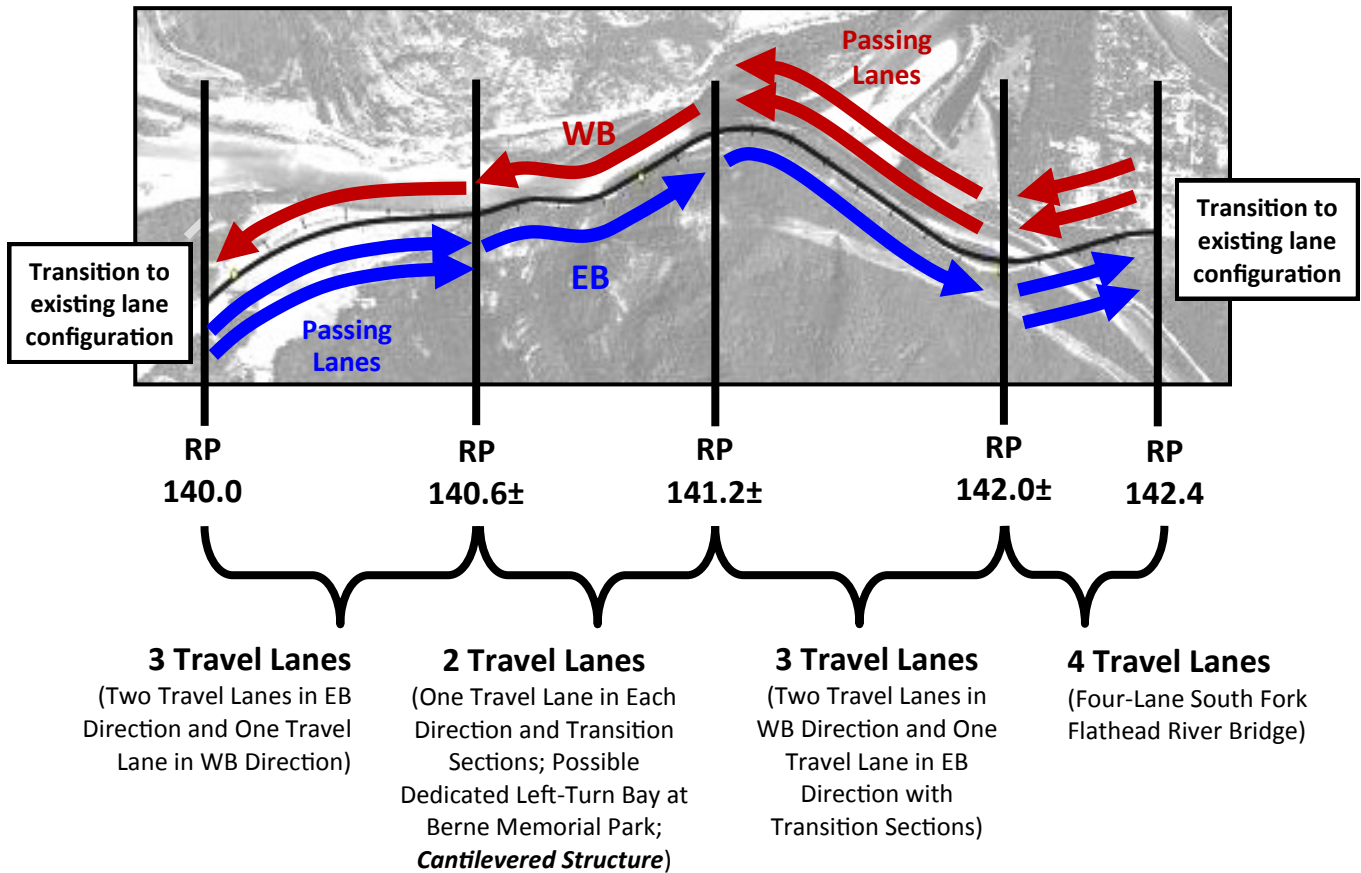 Passing
Lanes
WB
EB
Passing
Lanes
Transition to
existing lane
configuration
Transition to
existing lane
configuration
RP
140.0
RP
140.6±
RP
141.2±
RP
142.0±
RP
142.4
3 Travel Lanes
(Two Travel Lanes in EB
Direction and One Travel
Lane in WB Direction)
2 Travel Lanes
(One Travel Lane in Each
Direction and Transition
Sections; Possible
Dedicated Left-Turn Bay at
Berne Memorial Park;
Cantilevered Structure)
3 Travel Lanes
(Two Travel Lanes in
WB Direction and One
Travel Lane in EB
Direction with
Transition Sections)
4 Travel Lanes
(Four-Lane South Fork
Flathead River Bridge)